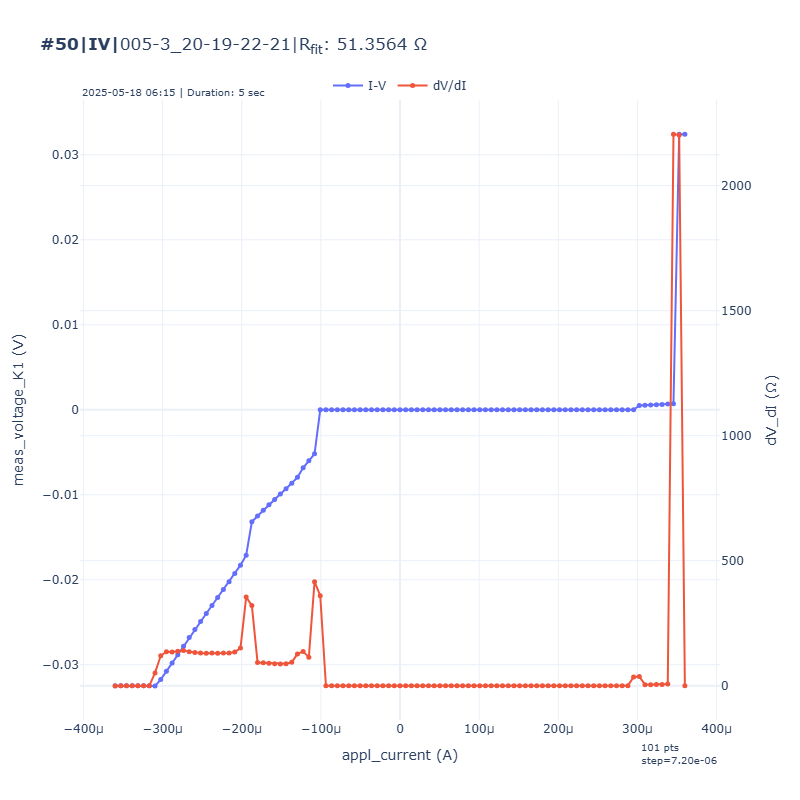 #50|IV|005-3_20-19-22-21|Rfit: 51.3564 Ω
2025-05-18 06:15 | Duration: 5 sec
I-V
dV/dI
0.03
0.02
0.01
0
−0.01
−0.02
−0.03
meas_voltage_K1 (V)
2000
1500
1000
500
0
dV_dI (Ω)
−400μ
−300μ
−200μ
−100μ
0
100μ
200μ
300μ
400μ
appl_current (A)
101 pts
step=7.20e-06